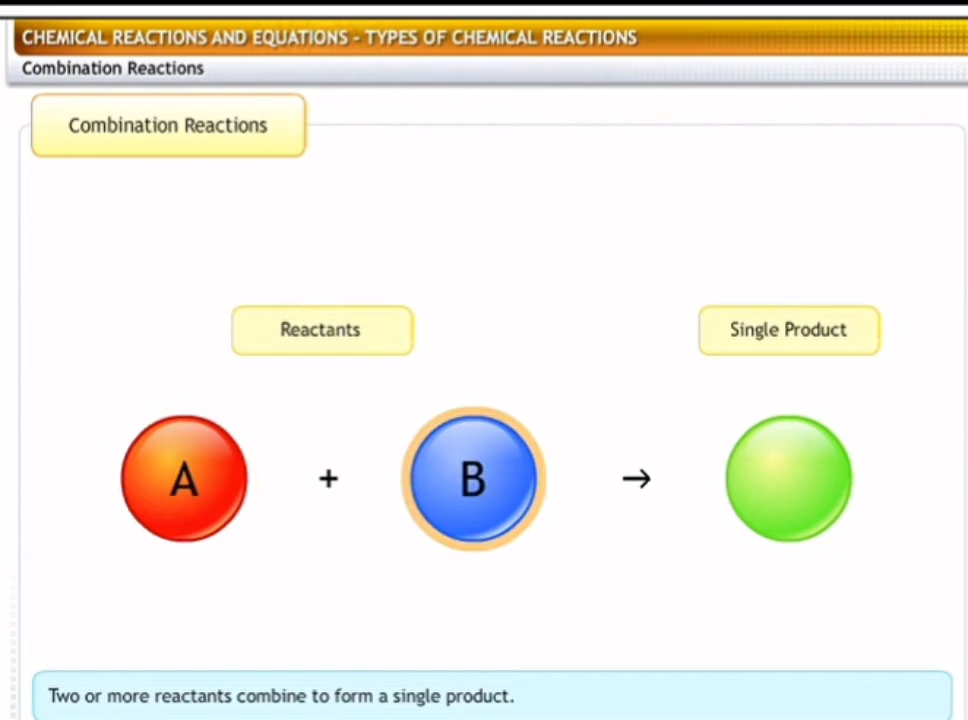 CHEMICAL REACTIONS AND EQUATIONS - TYPES OF CHEMICAL REACTIONS
Combination Reactions
Combination Reactions
Reactants
Single Product
A + B →
Two or more reactants combine to form a single product.